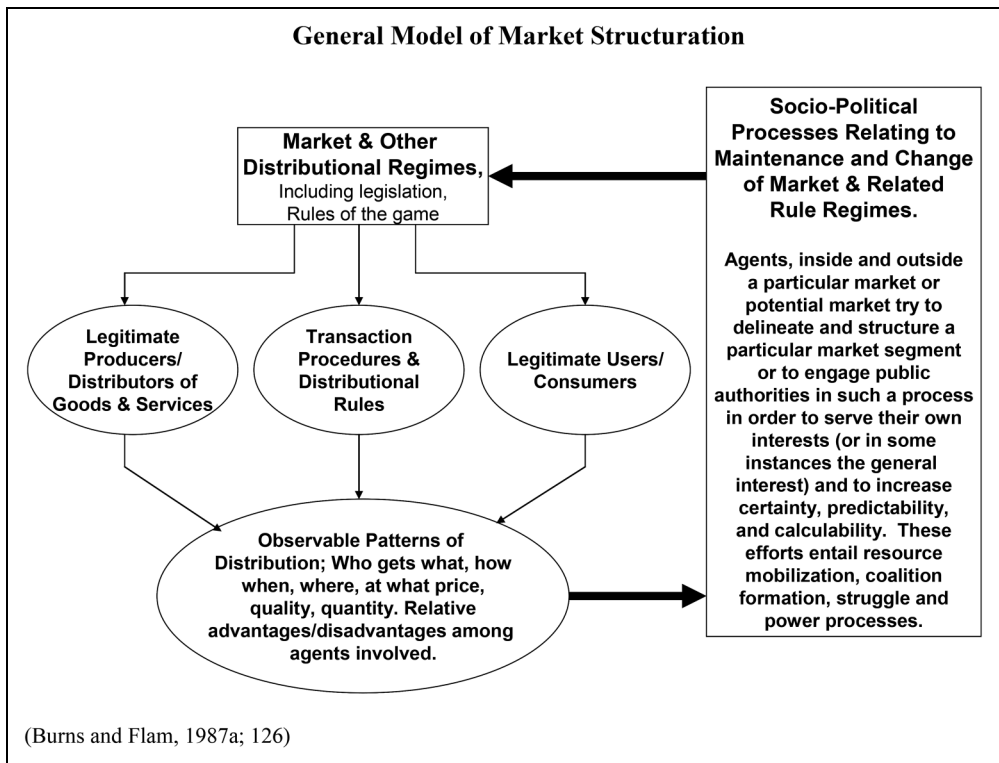 General Model of Market Structuration
Market & Other
Distributional Regimes,
Including legislation,
Rules of the game
Socio-Political
Processes Relating to
Maintenance and Change
of Market & Related
Rule Regimes.
Agents, inside and outside
a particular market or
potential market try to
delineate and structure a
particular market segment
or to engage public
authorities in such a process
in order to serve their own
interests (or in some
instances the general
interest) and to increase
certainty, predictability,
and calculability. These
efforts entail resource
mobilization, coalition
formation, struggle and
power processes.
Legitimate
Producers/
Distributors of
Goods & Services
Transaction
Procedures &
Distributional
Rules
Legitimate Users/
Consumers
Observable Patterns of
Distribution; Who gets what, how
when, where, at what price,
quality, quantity. Relative
advantages/disadvantages among
agents involved.
(Burns and Flam, 1987a; 126)